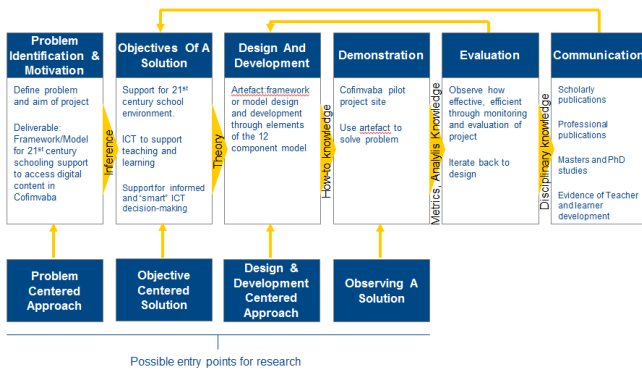 Problem
Identification &
Motivation
Define problem
and aim of project
Deliverable:
Framework/Model
for 21st century
schooling support
to access digital
content in
Cofimvaba
Inference
Objectives Of A
Solution
Support for 21st
century school
environment.
ICT to support
teaching and
learning
Support for informed
and "smart" ICT
decision-making
Theory
Design And
Development
Artefact:framework
or model design and
development
through elements
of the 12
component model
How-to knowledge
Demonstration
Cofimvaba pilot
project site
Use artefact to
solve problem
Metrics, Analylis Knowledge
Evaluation
Observe how
effective, efficient
through monitoring
and evaluation of
project
Iterate back to
design
Disciplinary knowledge
Communication
Scholarly
publications
Professional
publications
Masters and PhD
studies
Evidence of Teacher
and learner
development
Problem
Centered
Approach
Objective
Centered
Solution
Design &
Development
Centered
Approach
Observing A
Solution
Possible entry points for research